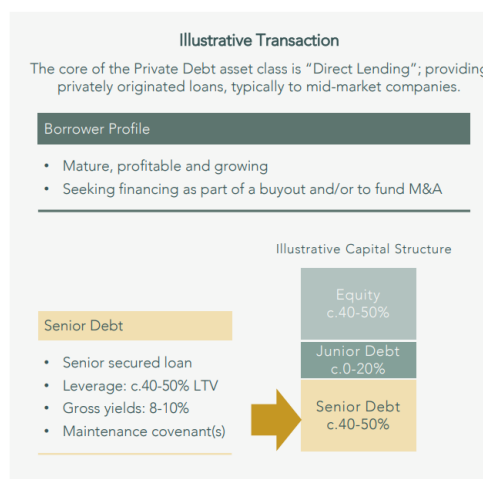 Illustrative Transaction
The core of the Private Debt asset class is “Direct Lending”; providing
privately originated loans, typically to mid-market companies.
Borrower Profile
• Mature, profitable and growing
• Seeking financing as part of a buyout and/or to fund M&A
Illustrative Capital Structure
Equity
c.40-50%
Junior Debt
c.0-20%
Senior Debt
c.40-50%
Senior Debt
• Senior secured loan
• Leverage: c.40-50% LTV
• Gross yields: 8-10%
• Maintenance covenant(s)